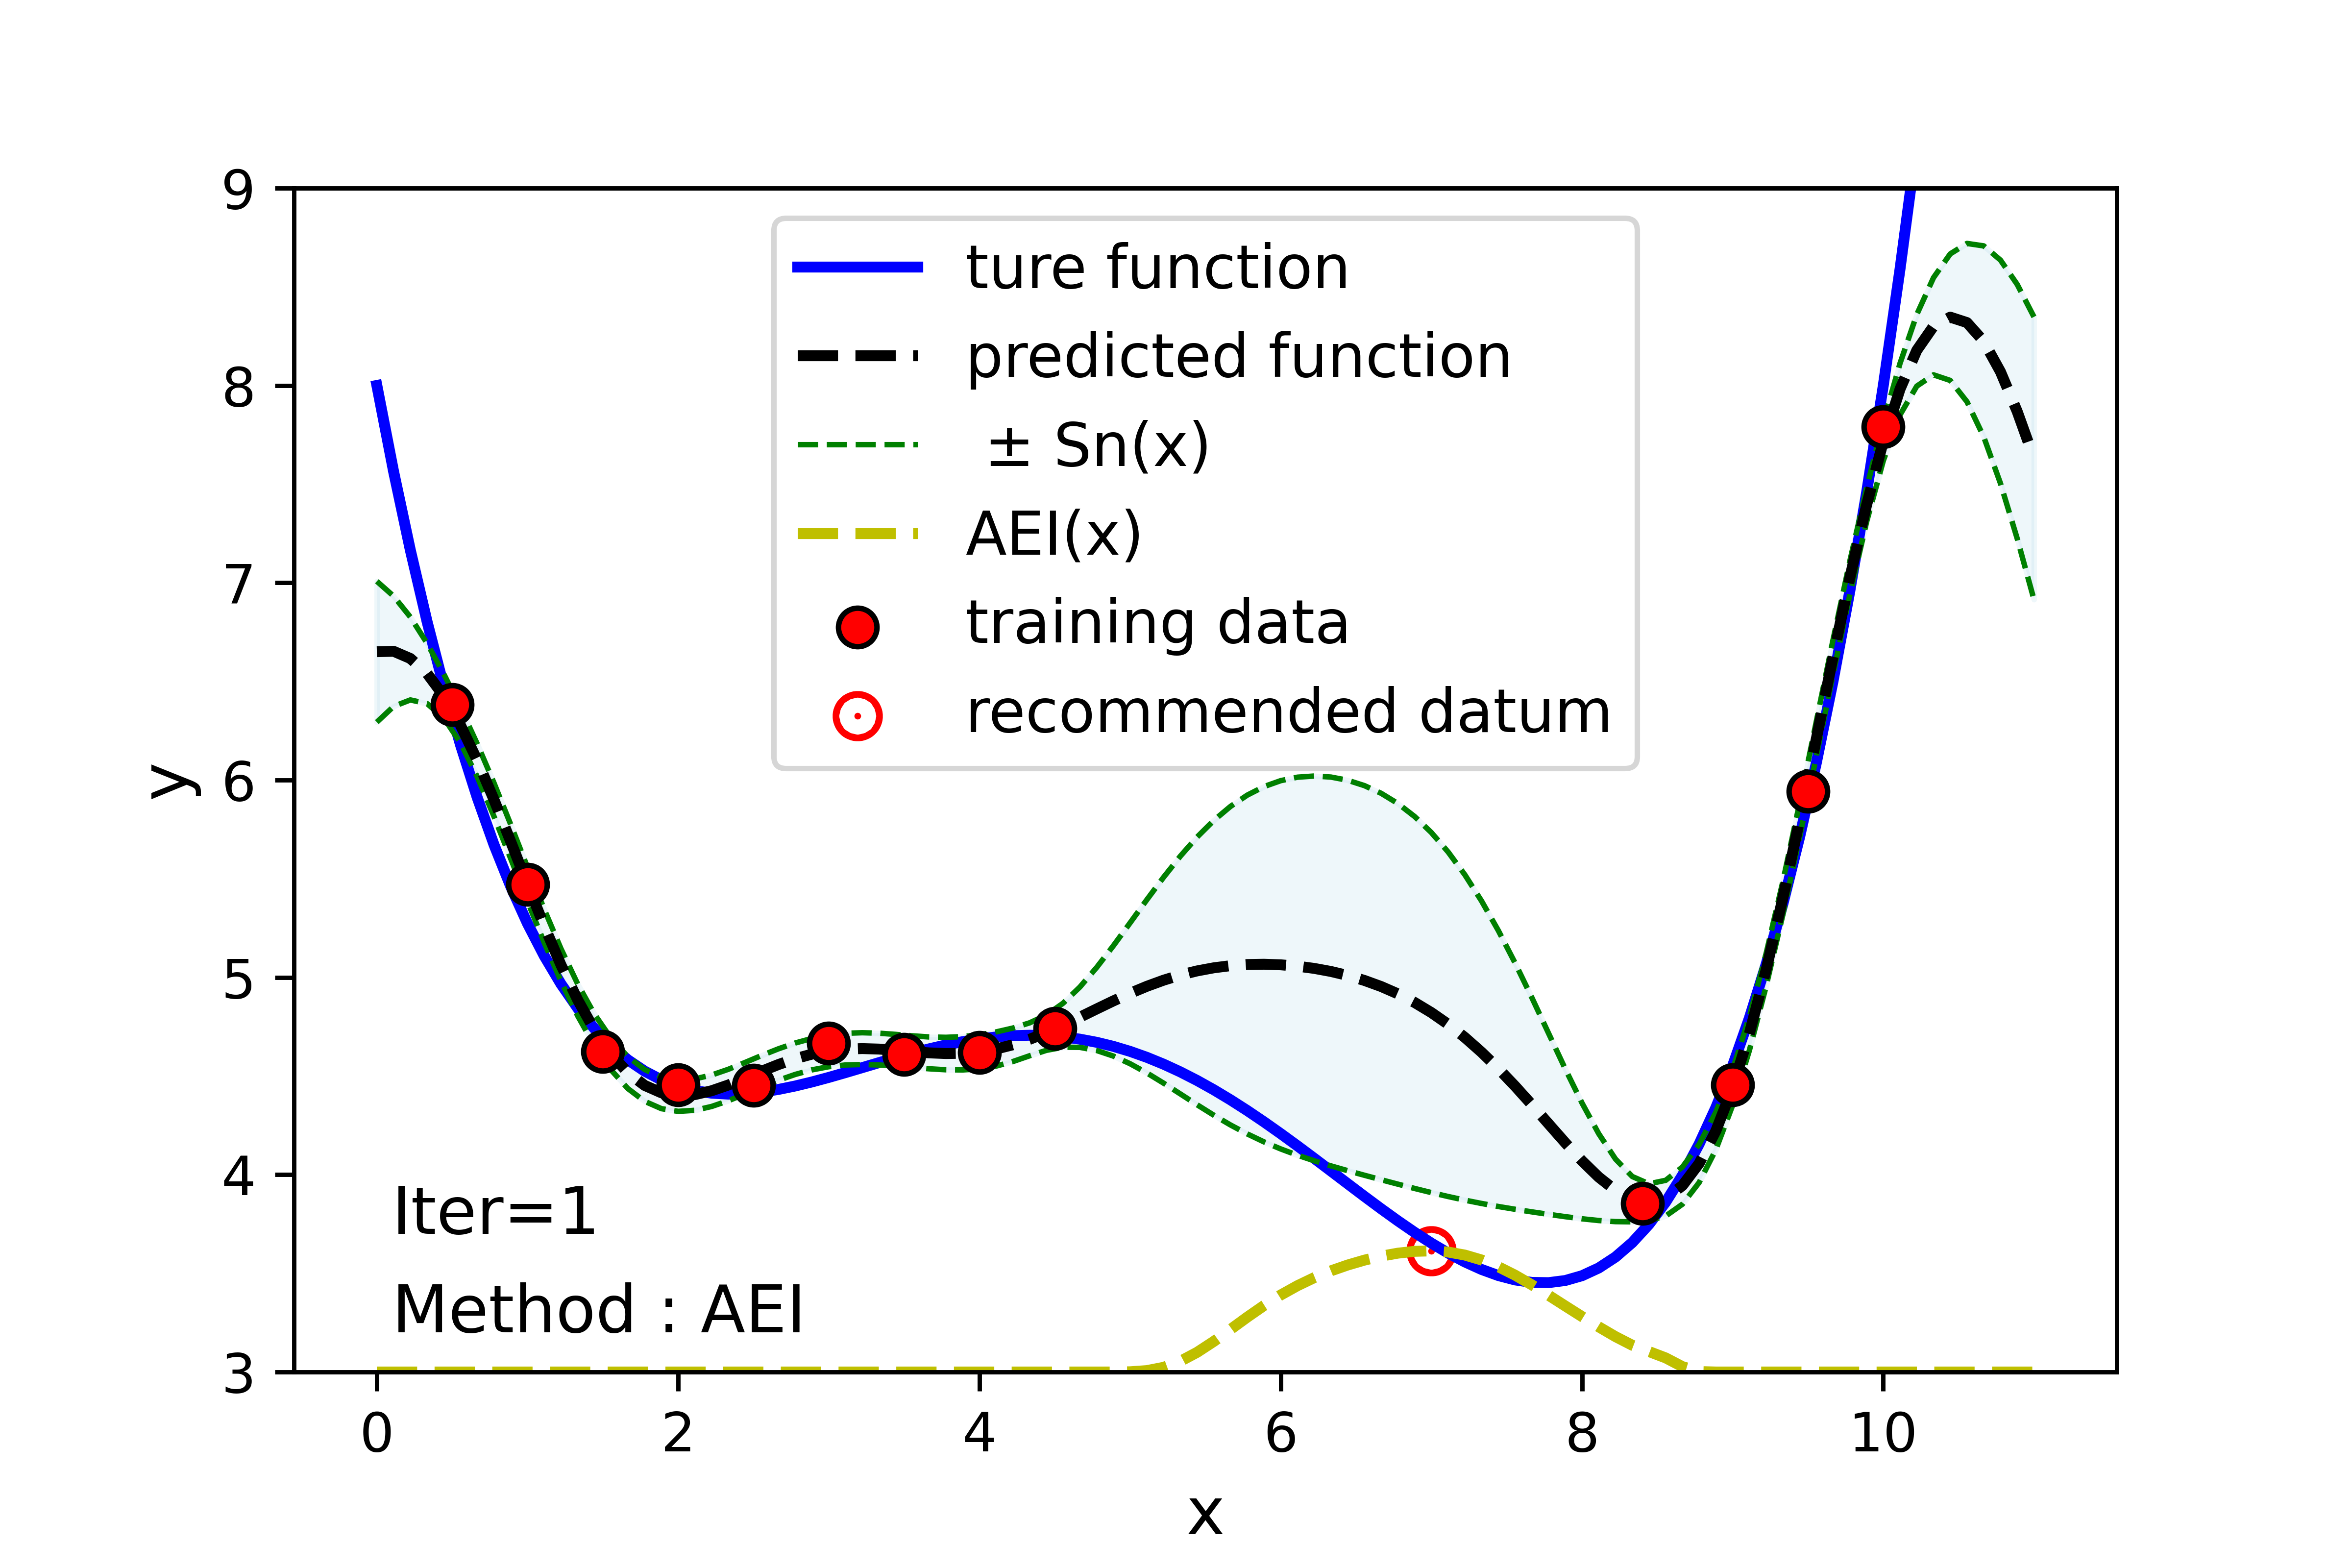 9
8
7
6
5
4
3
y
ture function
predicted function
± Sn(x)
AEI(x)
training data
recommended datum
Iter=1
Method : AEI
0 2 4 6 8 10
x